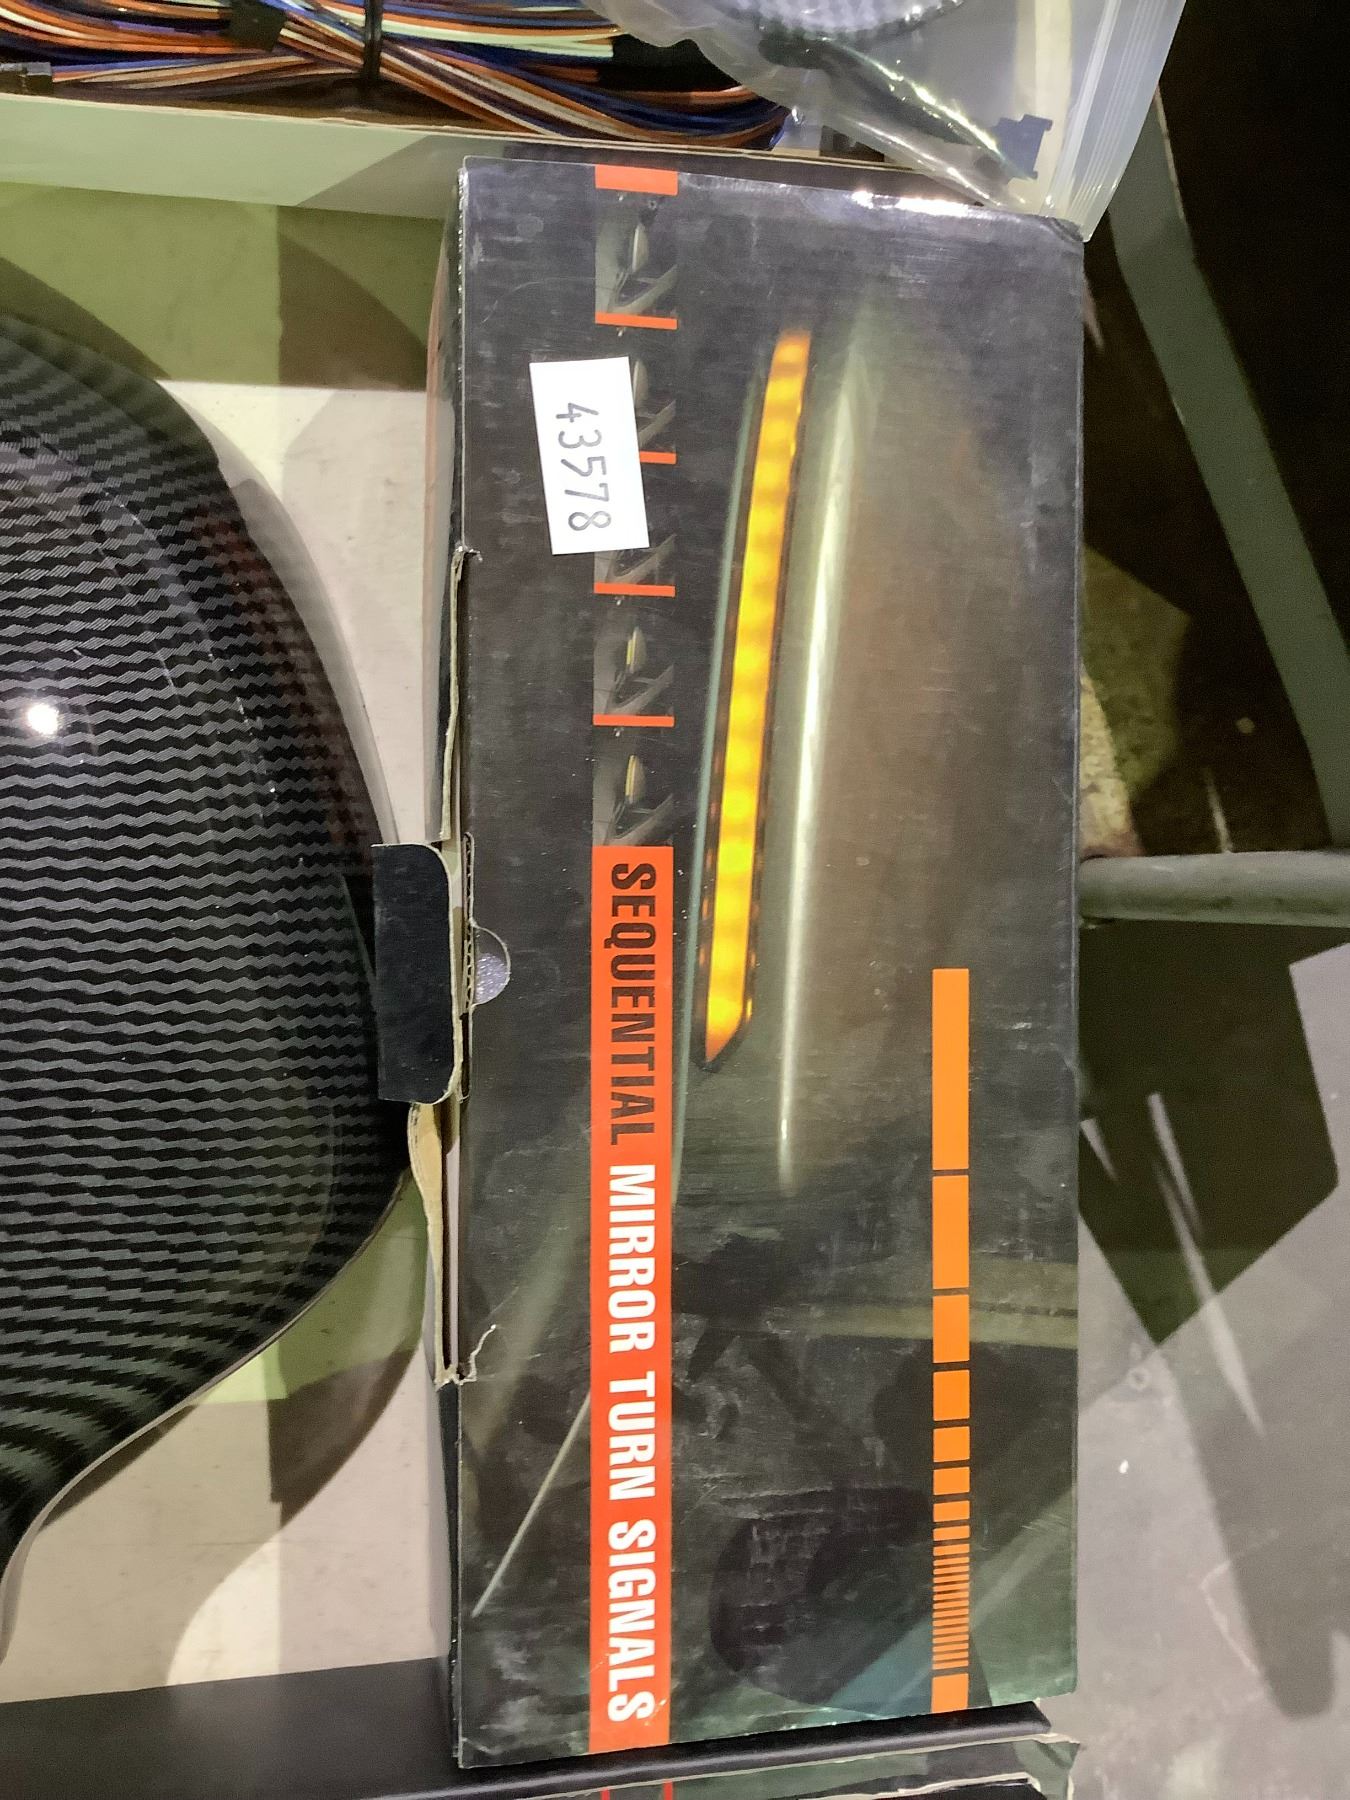 43578
SEQUENTIAL MIRROR TURN SIGNALS